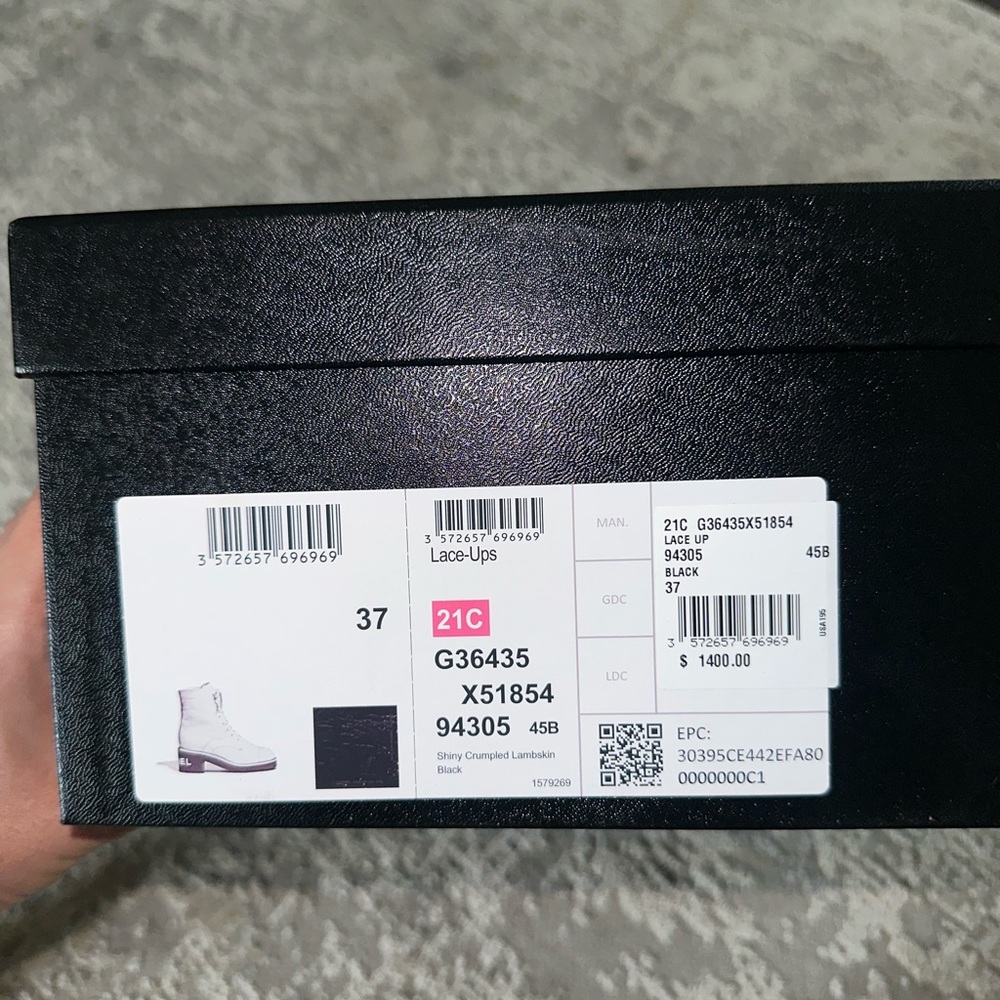 3 572657 696969
37
EL
3 572657 696969
Lace-Ups
21C
G36435
X51854
94305 45B
Shiny Crumpled Lambskin
Black
1579269
MAN.
GDC
LDC
21C G36435X51854
LACE UP
94305 45B
BLACK
37
3 572657 696969
$ 1400.00
USA195
EPC:
30395CE442EFA80
0000000C1